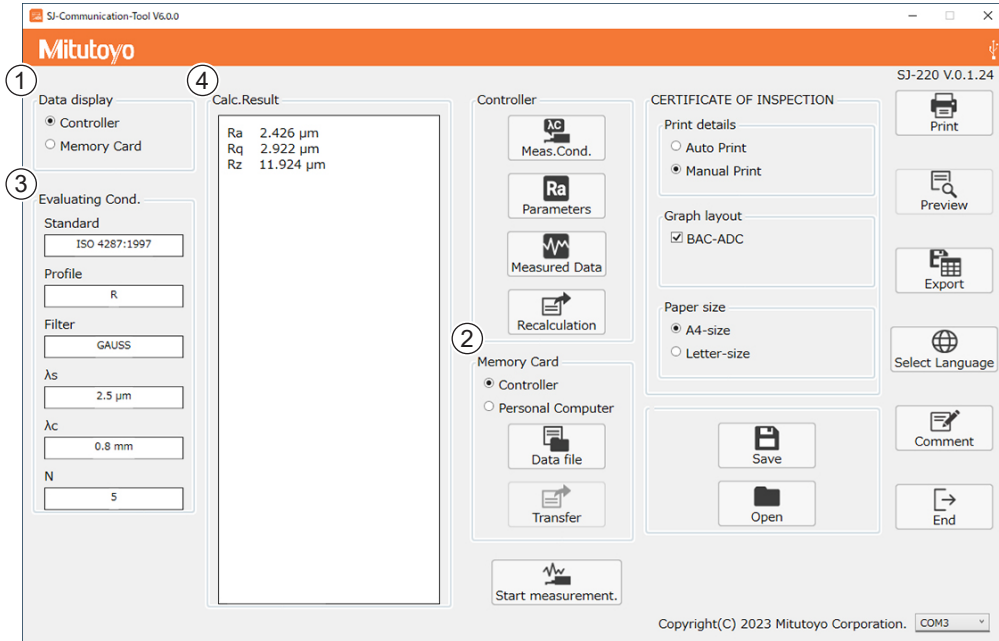 SJ-Communication-Tool V6.0.0
Mitutoyo
SJ-220 V.0.1.24
1
Data display
Controller
Memory Card
3
Evaluating Cond.
Standard
ISO 4287:1997
Profile
R
Filter
GAUSS
λs
2.5 μm
λc
0.8 mm
N
5
4
Calc.Result
Ra 2.426 μm
Rq 2.922 μm
Rz 11.924 μm
Controller
λC
Meas.Cond.
Ra
Parameters
Measured Data
Recalculation
2
Memory Card
Controller
Personal Computer
Data file
Transfer
Start measurement.
CERTIFICATE OF INSPECTION
Print details
Auto Print
Manual Print
Graph layout
BAC-ADC
Paper size
A4-size
Letter-size
Save
Open
Print
Preview
Export
Select Language
Comment
End
Copyright(C) 2023 Mitutoyo Corporation.
COM3